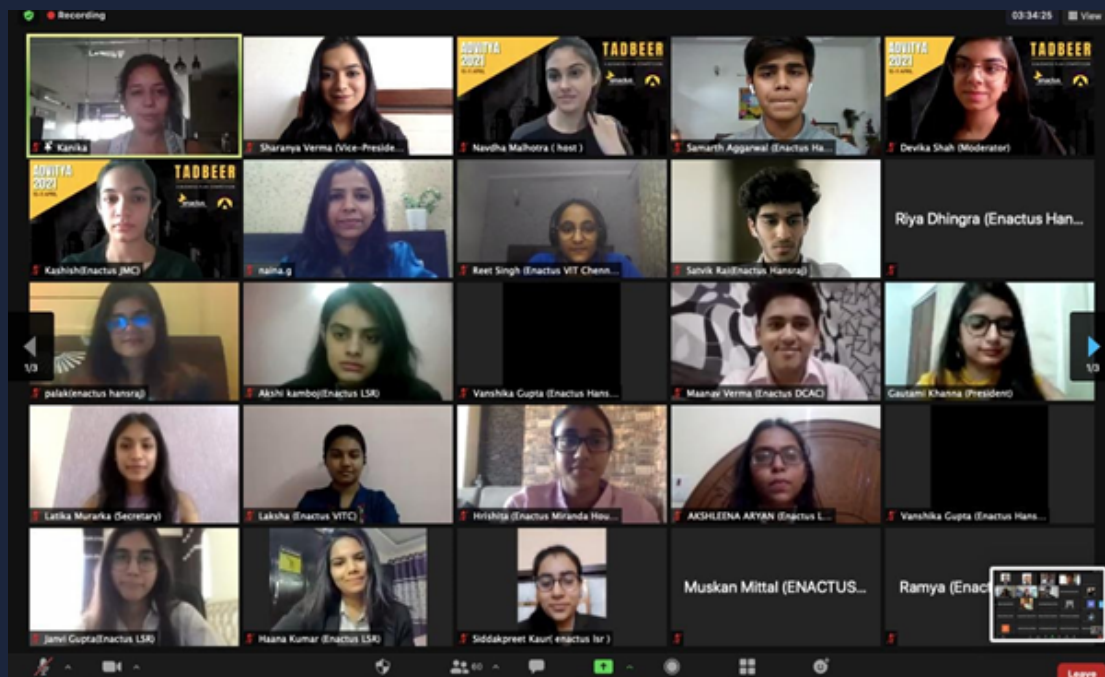 Recording
03:34:25
View
Kanika
Sharanya Verma (Vice-Preside...
ADVITYA
2021
TADBEER
enactus
Navdha Malhotra ( host )
Samarth Aggarwal (Enactus Ha...
ADVITYA
2021
TADBEER
enactus
Devika Shah (Moderator)
ADVITYA
2021
TADBEER
enactus
Kashish(Enactus JMC)
naina.g
Reet Singh (Enactus VIT Chenn...
Satvik Rai(Enactus Hansraj)
Riya Dhingra (Enactus Han...
1/3
palak(enactus hansraj)
Akshi kamboj(Enactus LSR)
Vanshika Gupta (Enactus Hans...
Maanav Verma (Enactus DCAC)
Gautami Khanna (President)
1/3
Latika Murarka (Secretary)
Laksha (Enactus VITC)
Hrishita (Enactus Miranda Hou...
AKSHLEENA ARYAN (Enactus L...
Vanshika Gupta (Enactus Hans...
Janvi Gupta(Enactus LSR)
Haana Kumar (Enactus LSR)
Siddakpreet Kaur( enactus lsr )
Muskan Mittal (ENACTUS...
Ramya (Enact
60
Leave